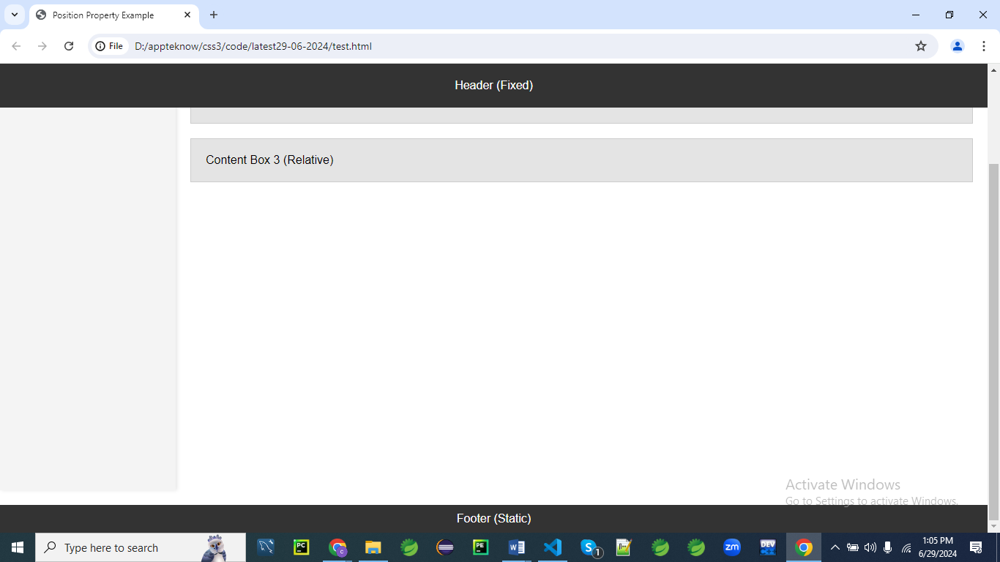 Position Property Example
File
D:/appteknow/css3/code/latest29-06-2024/test.html
Header (Fixed)
Content Box 3 (Relative)
Activate Windows
Go to Settings to activate Windows.
Footer (Static)
Type here to search
PC
C
PE
W
S
1
N++
zm
DEV
C++
1:05 PM
6/29/2024